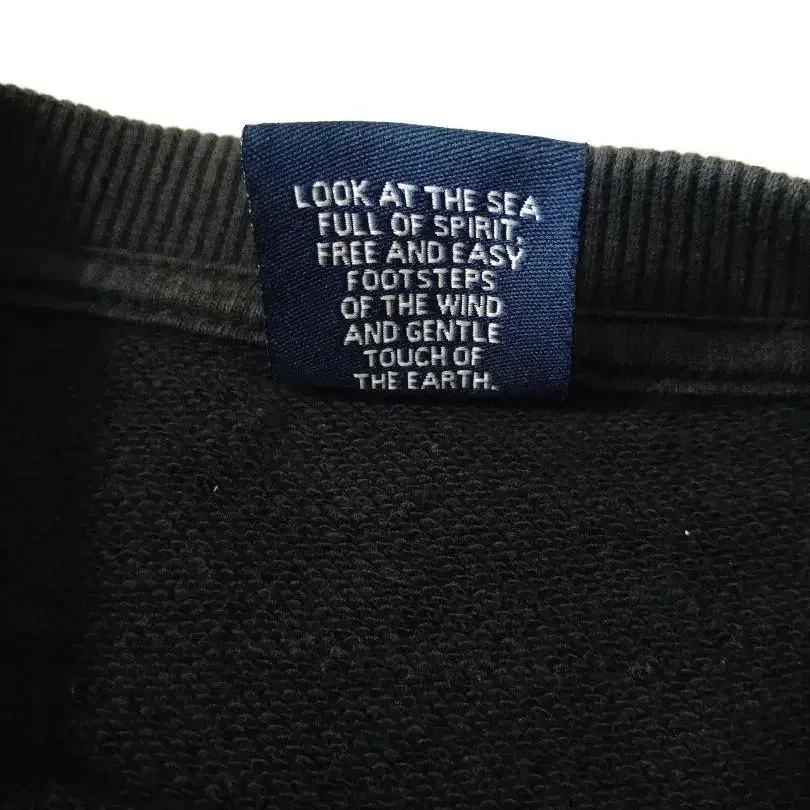 LOOK AT THE SEA
FULL OF SPIRIT,
FREE AND EASY
FOOTSTEPS
OF THE WIND
AND GENTLE
TOUCH OF
THE EARTH.